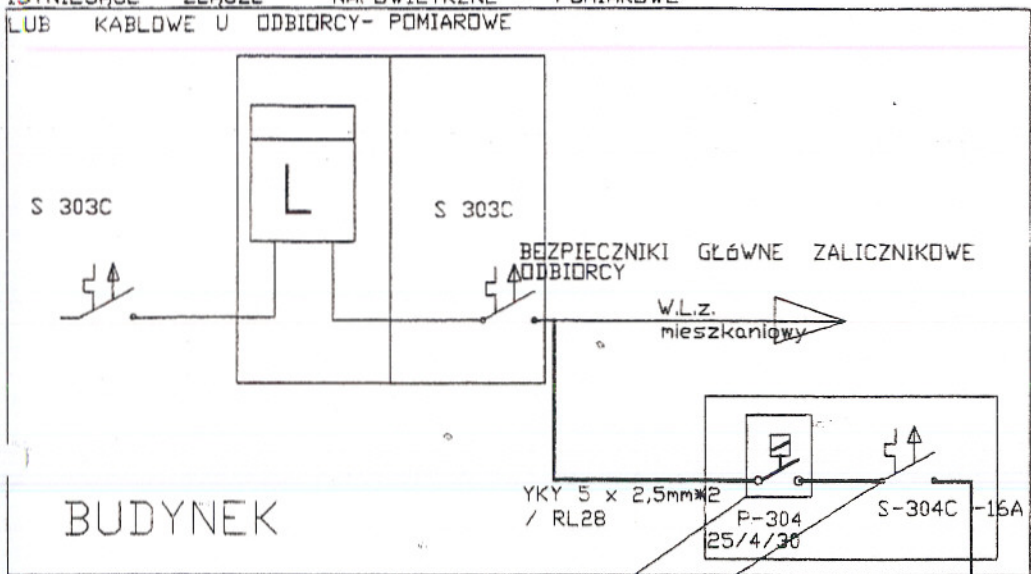 LUB KABLOWE U ODBIORCY- POMIAROWE
L
S 303C
S 303C
BEZPIECZNIKI GŁÓWNE ZALICZNIKOWE
ODBIORCY
W.L.z.
mieszkaniowy
YKY 5 x 2,5mm*2
/ RL28
P-304
25/4/30
S-304C -16A
BUDYNEK